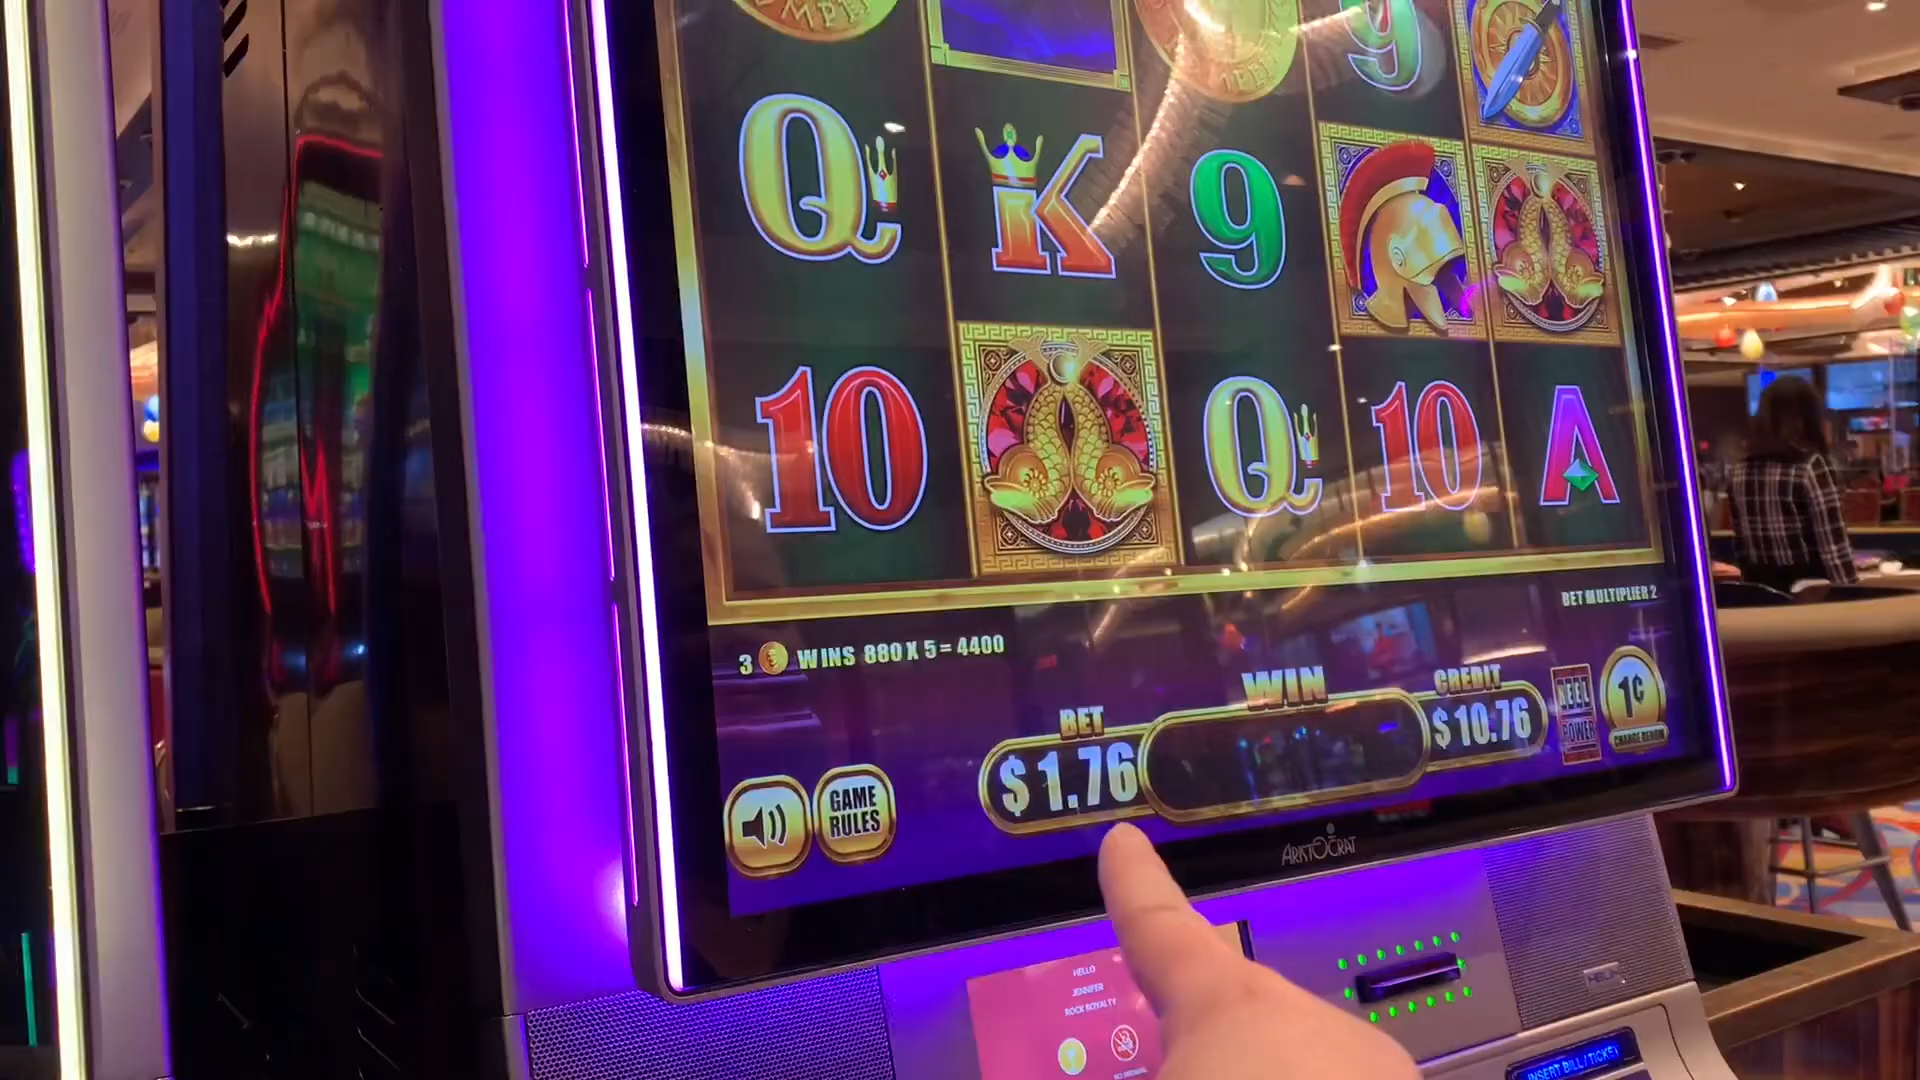 9
Q
K
9
10
Q
10
A
BET MULTIPLIER 2
3 WINS 880 X 5 = 4400
BET
$1.76
WIN
CREDIT
$10.76
REEL
POWER
1¢
CHANGE DENOM
GAME
RULES
ARISTOCRAT
HELLO
JENNIFER
ROCK ROYALTY
INSERT BILL/TICKET